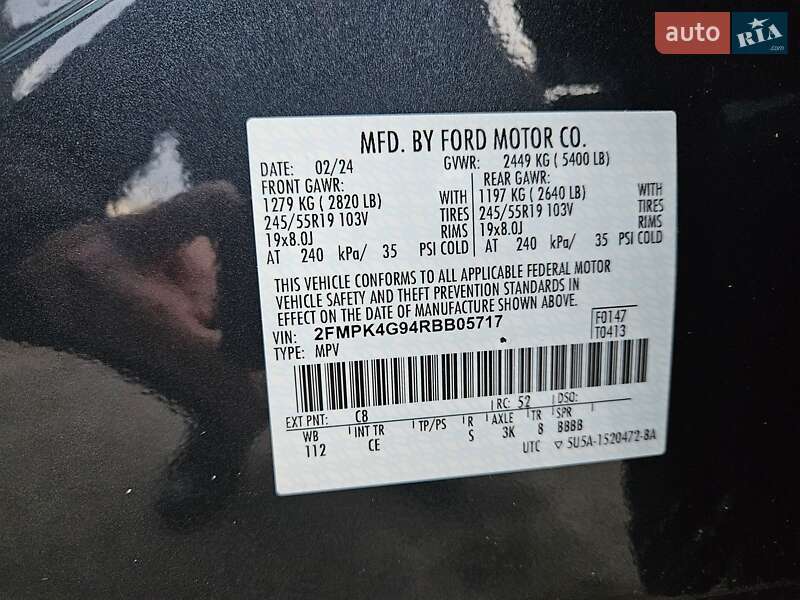 auto RIA.com
MFD. BY FORD MOTOR CO.
DATE: 02/24 GVWR: 2449 KG ( 5400 LB)
FRONT GAWR: REAR GAWR:
1279 KG ( 2820 LB) WITH 1197 KG ( 2640 LB) WITH
245/55R19 103V TIRES 245/55R19 103V TIRES
19x8.0J RIMS 19x8.0J RIMS
AT 240 kPa/ 35 PSI COLD AT 240 kPa/ 35 PSI COLD
THIS VEHICLE CONFORMS TO ALL APPLICABLE FEDERAL MOTOR
VEHICLE SAFETY AND THEFT PREVENTION STANDARDS IN
EFFECT ON THE DATE OF MANUFACTURE SHOWN ABOVE.
VIN: 2FMPK4G94RBB05717 F0147
TYPE: MPV T0413
EXT PNT: C8 RC: 52 DSO:
WB INT TR TP/PS R AXLE TR SPR
112 CE S 3K 8 BBBB
UTC ▽ 5U5A-1520472-BA